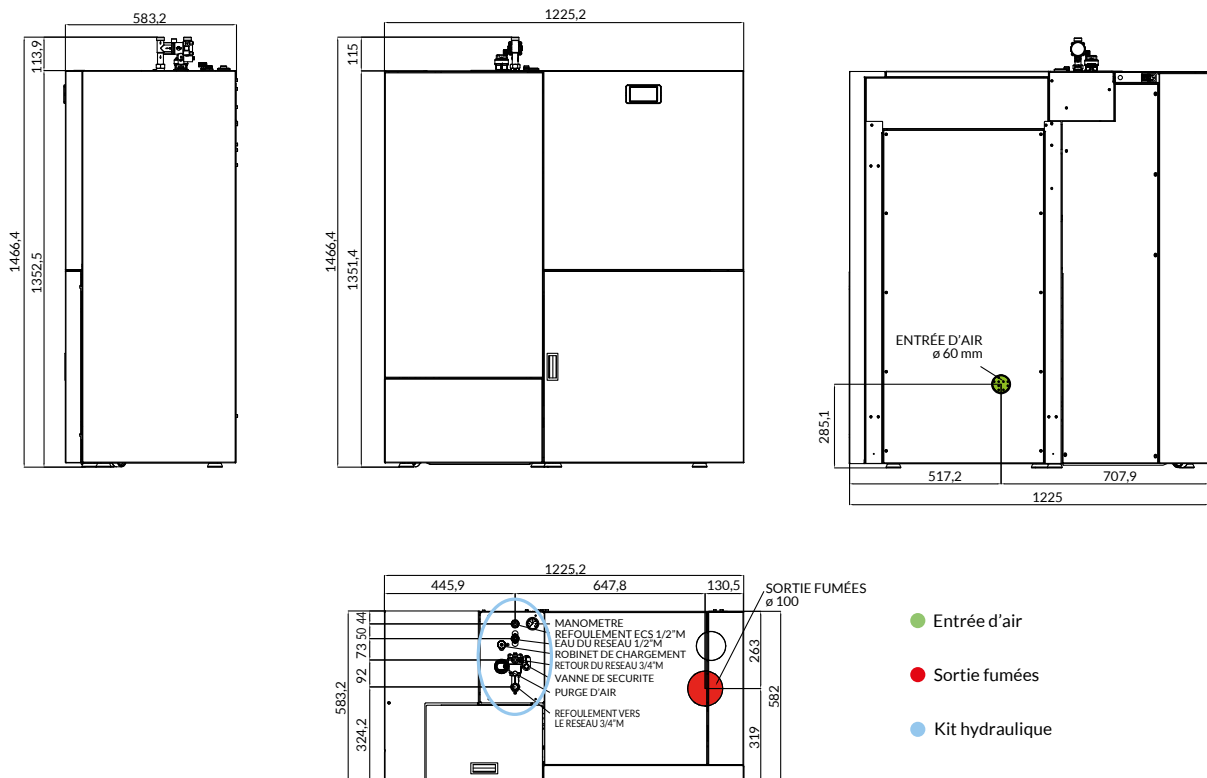 583,2
113,9
1466,4
1352,5
1225,2
115
1466,4
1351,4
ENTRÉE D'AIR
ø 60 mm
285,1
517,2
707,9
1225
1225,2
445,9
647,8
130,5
SORTIE FUMÉES
ø 100
44
50
73
92
324,2
583,2
MANOMETRE
REFOULEMENT ECS 1/2"M
EAU DU RESEAU 1/2"M
ROBINET DE CHARGEMENT
RETOUR DU RESEAU 3/4"M
VANNE DE SECURITE
PURGE D'AIR
REFOULEMENT VERS
LE RESEAU 3/4"M
263
319
582
Entrée d'air
Sortie fumées
Kit hydraulique